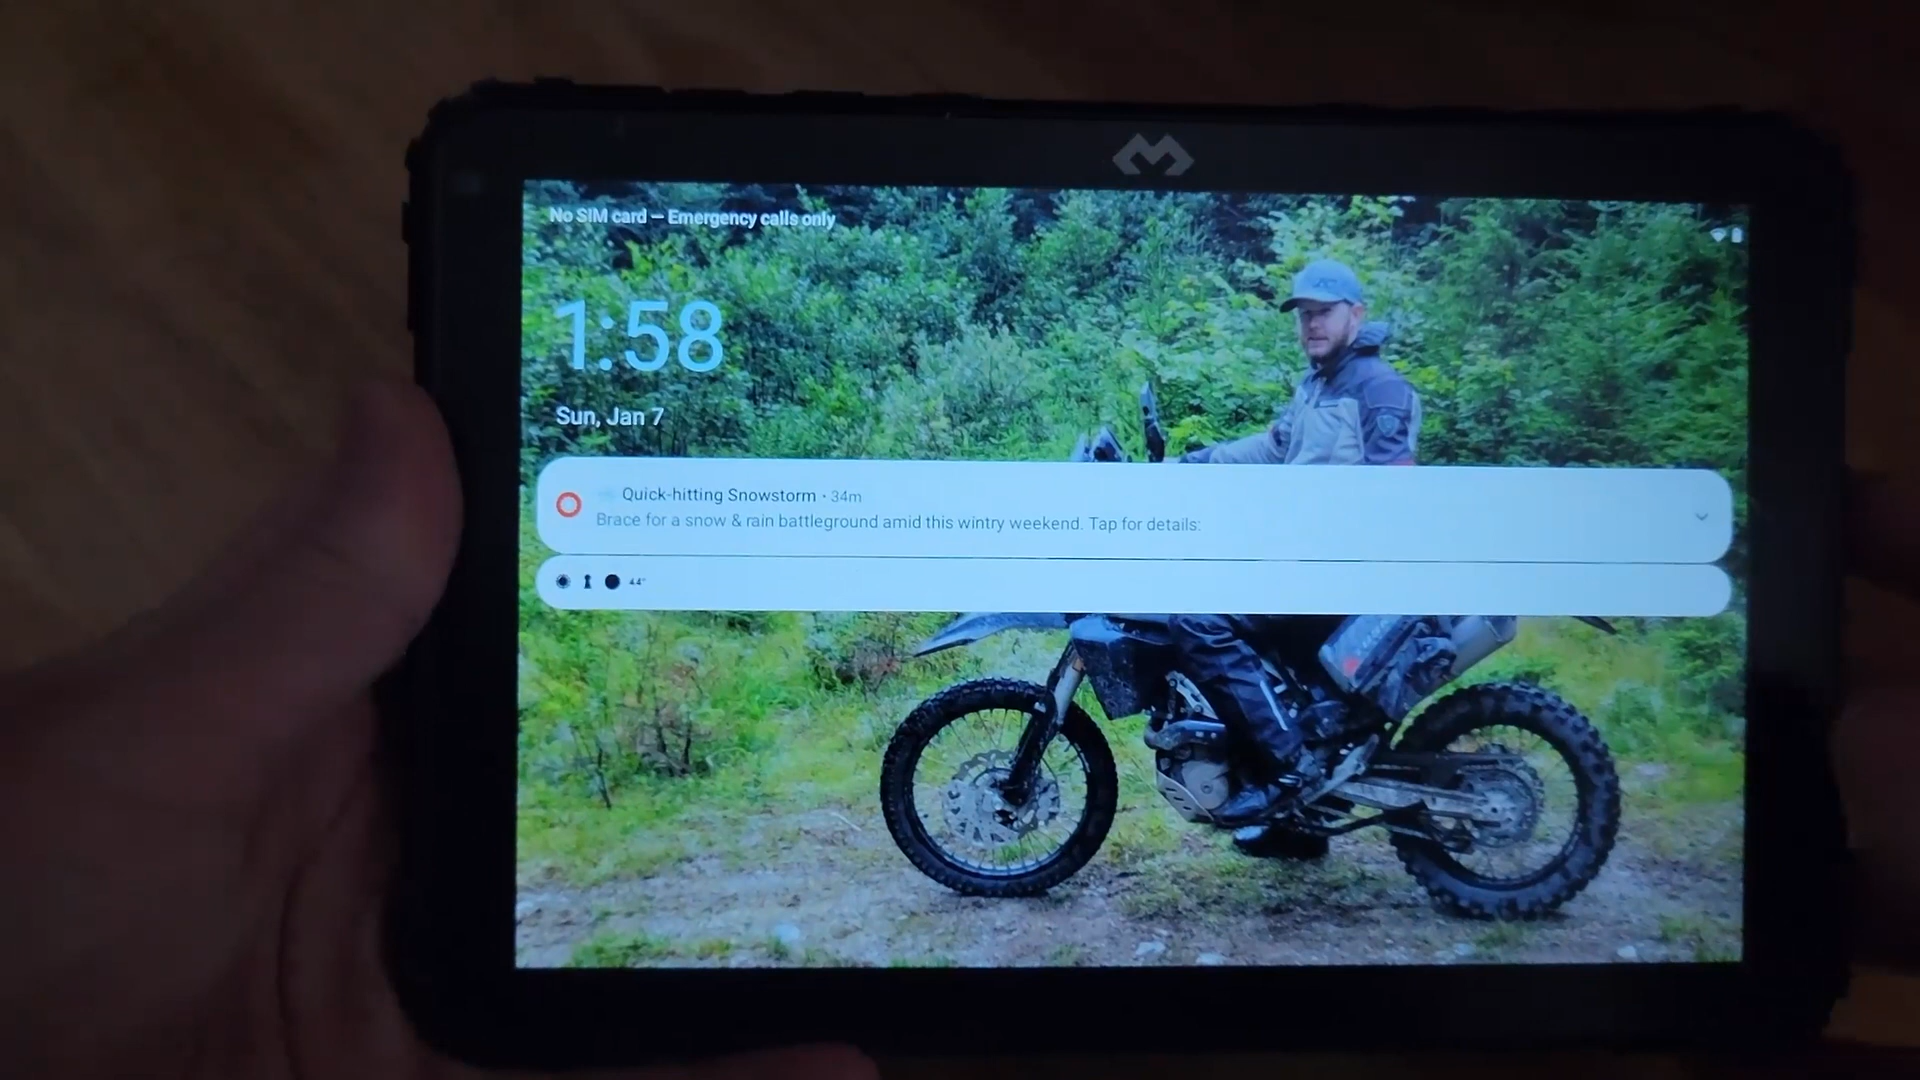 No SIM card — Emergency calls only
1:58
Sun, Jan 7
Quick-hitting Snowstorm · 34m
Brace for a snow & rain battleground amid this wintry weekend. Tap for details:
44°